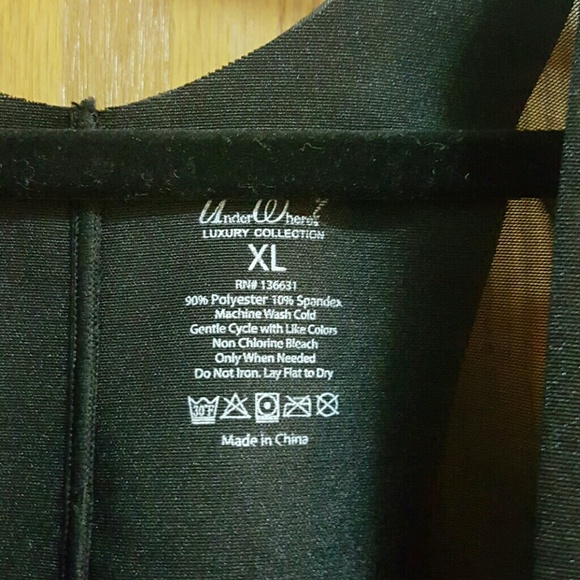 UnderWhere?
LUXURY COLLECTION
XL
RN# 136631
90% Polyester 10% Spandex
Machine Wash Cold
Gentle Cycle with Like Colors
Non Chlorine Bleach
Only When Needed
Do Not Iron. Lay Flat to Dry
30°F
Made in China